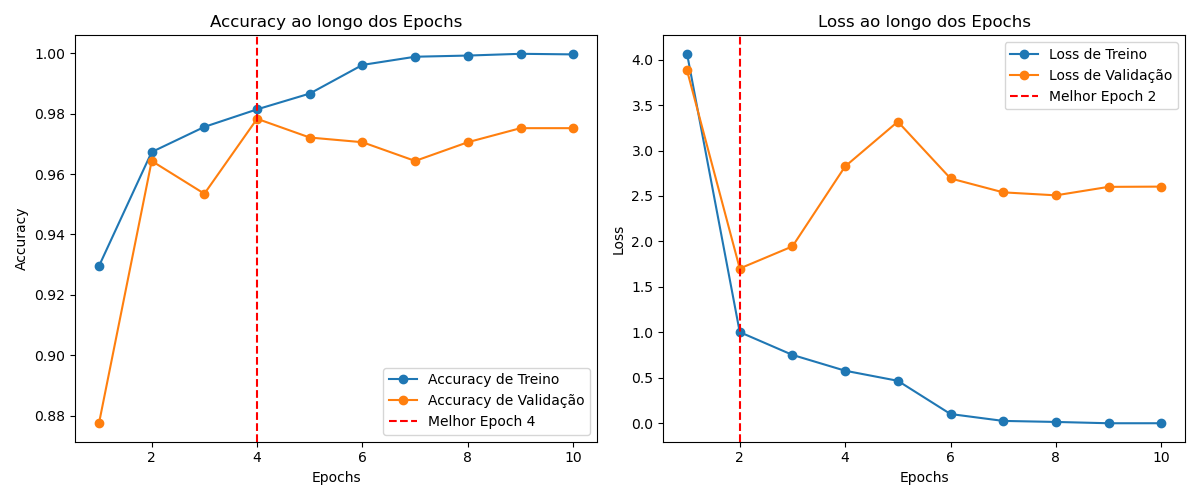 Accuracy ao longo dos Epochs
Accuracy
1.00
0.98
0.96
0.94
0.92
0.90
0.88
2 4 6 8 10
Epochs
Accuracy de Treino
Accuracy de Validação
Melhor Epoch 4
Loss ao longo dos Epochs
Loss
4.0
3.5
3.0
2.5
2.0
1.5
1.0
0.5
0.0
2 4 6 8 10
Epochs
Loss de Treino
Loss de Validação
Melhor Epoch 2